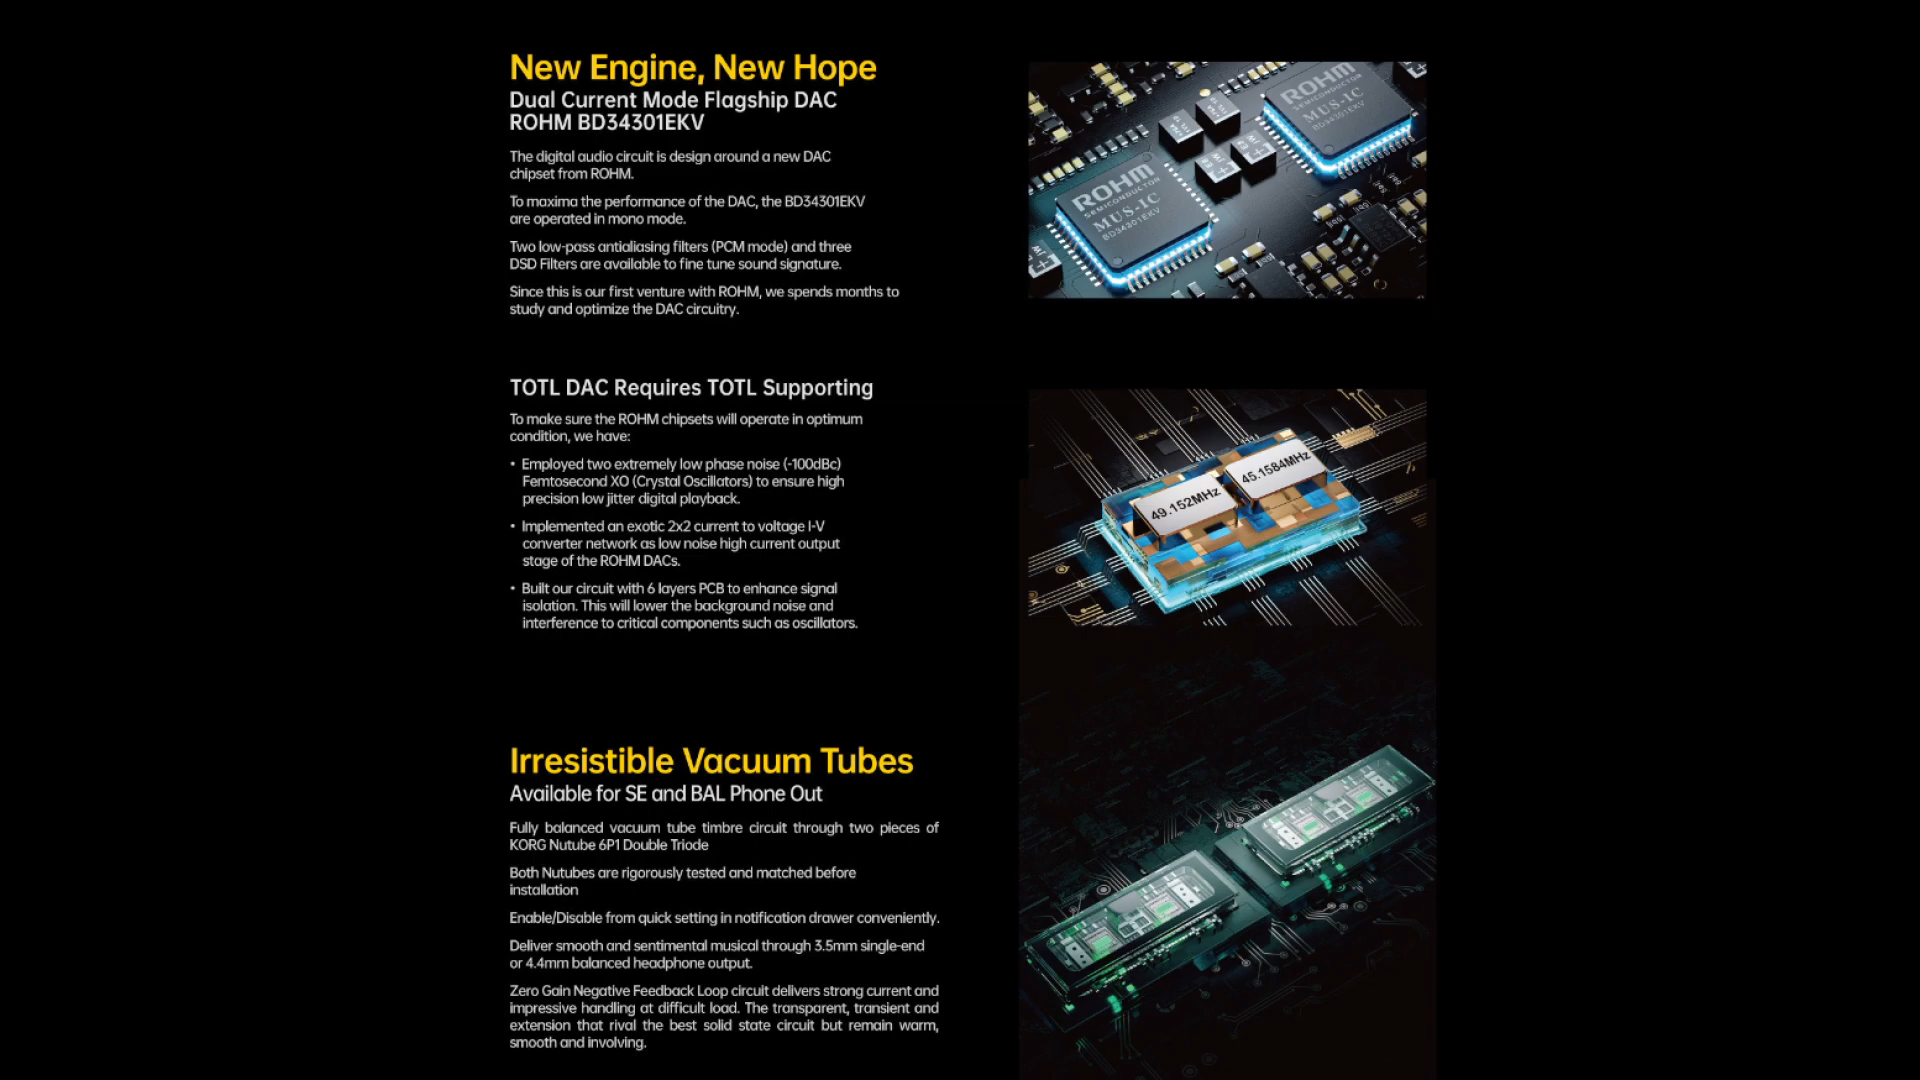 New Engine, New Hope
Dual Current Mode Flagship DAC
ROHM BD34301EKV
The digital audio circuit is design around a new DAC
chipset from ROHM.
To maxima the performance of the DAC, the BD34301EKV
are operated in mono mode.
Two low-pass antialiasing filters (PCM mode) and three
DSD Filters are available to fine tune sound signature.
Since this is our first venture with ROHM, we spends months to
study and optimize the DAC circuitry.
ROHM
SEMICONDUCTOR
MUS-IC
BD34301EKV
ROHM
SEMICONDUCTOR
MUS-IC
BD34301EKV
TOTL DAC Requires TOTL Supporting
To make sure the ROHM chipsets will operate in optimum
condition, we have:
• Employed two extremely low phase noise (-100dBc)
Femtosecond XO (Crystal Oscillators) to ensure high
precision low jitter digital playback.
• Implemented an exotic 2x2 current to voltage I-V
converter network as low noise high current output
stage of the ROHM DACs.
• Built our circuit with 6 layers PCB to enhance signal
isolation. This will lower the background noise and
interference to critical components such as oscillators.
49.152MHz
45.1584MHz
Irresistible Vacuum Tubes
Available for SE and BAL Phone Out
Fully balanced vacuum tube timbre circuit through two pieces of
KORG Nutube 6P1 Double Triode
Both Nutubes are rigorously tested and matched before
installation
Enable/Disable from quick setting in notification drawer conveniently.
Deliver smooth and sentimental musical through 3.5mm single-end
or 4.4mm balanced headphone output.
Zero Gain Negative Feedback Loop circuit delivers strong current and
impressive handling at difficult load. The transparent, transient and
extension that rival the best solid state circuit but remain warm,
smooth and involving.